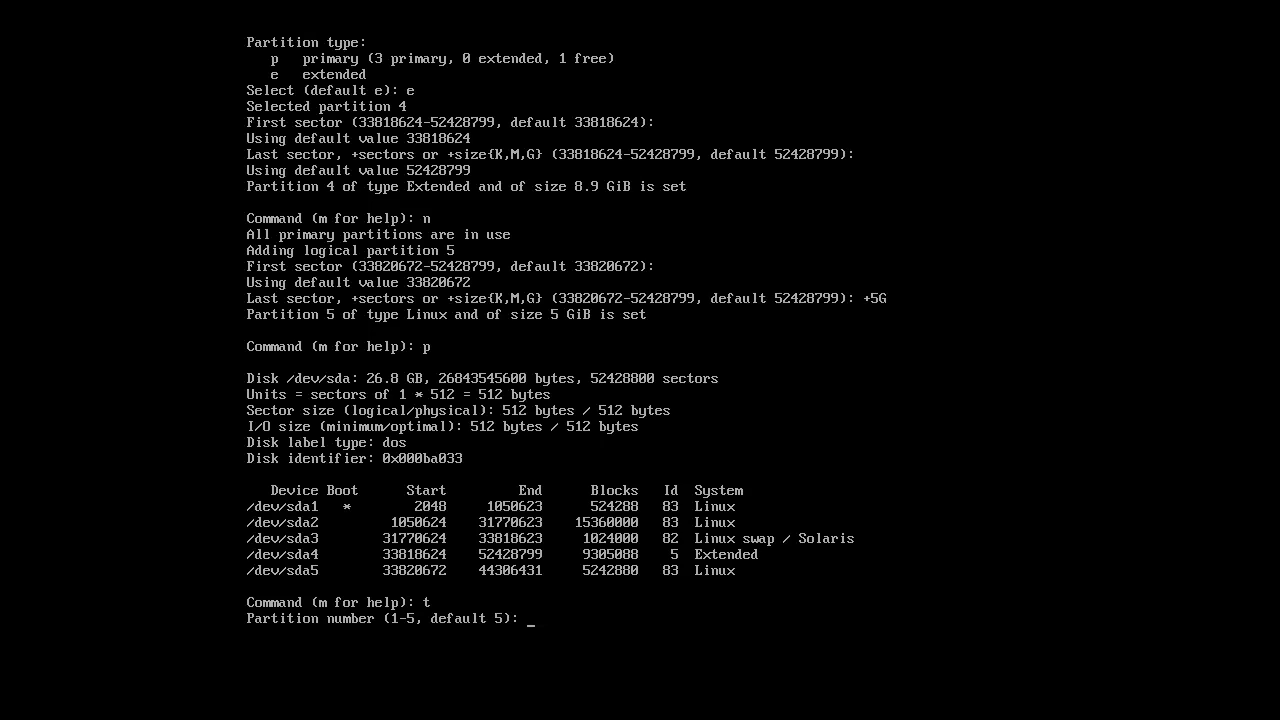 Partition type:
   p   primary (3 primary, 0 extended, 1 free)
   e   extended
Select (default e): e
Selected partition 4
First sector (33818624-52428799, default 33818624):
Using default value 33818624
Last sector, +sectors or +size{K,M,G} (33818624-52428799, default 52428799):
Using default value 52428799
Partition 4 of type Extended and of size 8.9 GiB is set

Command (m for help): n
All primary partitions are in use
Adding logical partition 5
First sector (33820672-52428799, default 33820672):
Using default value 33820672
Last sector, +sectors or +size{K,M,G} (33820672-52428799, default 52428799): +5G
Partition 5 of type Linux and of size 5 GiB is set

Command (m for help): p

Disk /dev/sda: 26.8 GB, 26843545600 bytes, 52428800 sectors
Units = sectors of 1 * 512 = 512 bytes
Sector size (logical/physical): 512 bytes / 512 bytes
I/O size (minimum/optimal): 512 bytes / 512 bytes
Disk label type: dos
Disk identifier: 0x000ba033

   Device Boot      Start         End      Blocks   Id  System
/dev/sda1   *        2048     1050623      524288   83  Linux
/dev/sda2         1050624    31770623    15360000   83  Linux
/dev/sda3        31770624    33818623     1024000   82  Linux swap / Solaris
/dev/sda4        33818624    52428799     9305088    5  Extended
/dev/sda5        33820672    44306431     5242880   83  Linux

Command (m for help): t
Partition number (1-5, default 5): _